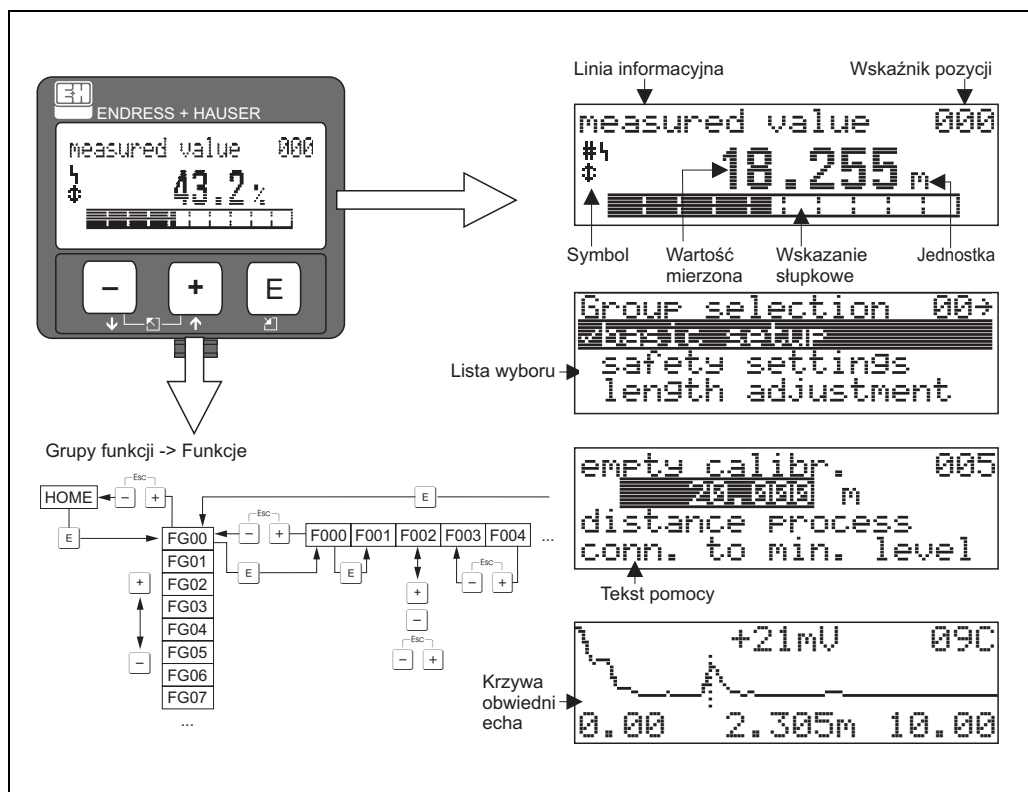 E+H
ENDRESS + HAUSER
measured value 000
43.2 %
− + E
Linia informacyjna
Wskaźnik pozycji
measured value 000
18.255 m
Symbol
Wartość
mierzona
Wskazanie
słupkowe
Jednostka
Group selection 00→
basic setup
safety settings
length adjustment
Lista wyboru
empty calibr. 005
20.000 m
distance process
conn. to min. level
Tekst pomocy
+21mV 09C
0.00 2.305m 10.00
Krzywa
obwiedni
echa
Grupy funkcji -> Funkcje
HOME
Esc
− +
E
E
FG00
FG01
FG02
FG03
FG04
FG05
FG06
FG07
...
+
−
E
Esc
− +
F000 F001 F002 F003 F004 ...
E
+
−
Esc
− +
Esc
− +